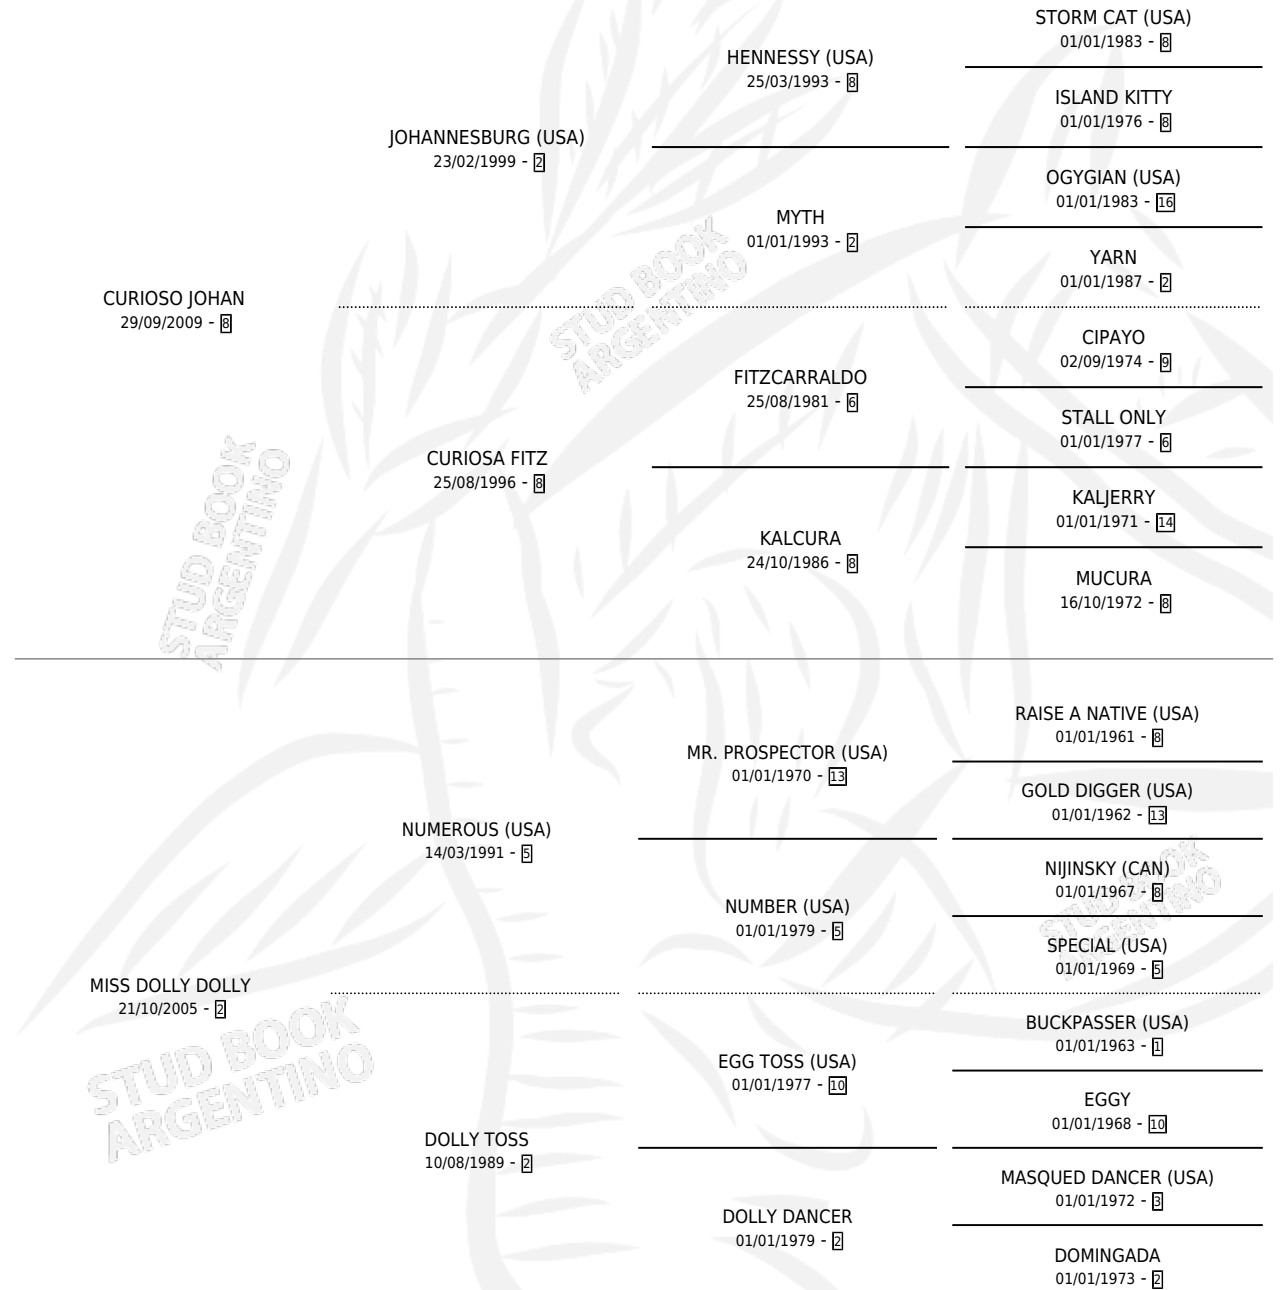 STORM CAT (USA)
01/01/1983 - 8
HENNESSY (USA)
25/03/1993 - 8
ISLAND KITTY
01/01/1976 - 8
JOHANNESBURG (USA)
23/02/1999 - 2
OGYGIAN (USA)
01/01/1983 - 16
MYTH
01/01/1993 - 2
YARN
01/01/1987 - 2
CURIOSO JOHAN
29/09/2009 - 8
CIPAYO
02/09/1974 - 9
FITZCARRALDO
25/08/1981 - 6
STALL ONLY
01/01/1977 - 6
CURIOSA FITZ
25/08/1996 - 8
KALJERRY
01/01/1971 - 14
KALCURA
24/10/1986 - 8
MUCURA
16/10/1972 - 8
RAISE A NATIVE (USA)
01/01/1961 - 8
MR. PROSPECTOR (USA)
01/01/1970 - 13
GOLD DIGGER (USA)
01/01/1962 - 13
NUMEROUS (USA)
14/03/1991 - 5
NIJINSKY (CAN)
01/01/1967 - 8
NUMBER (USA)
01/01/1979 - 5
SPECIAL (USA)
01/01/1969 - 5
MISS DOLLY DOLLY
21/10/2005 - 2
BUCKPASSER (USA)
01/01/1963 - 1
EGG TOSS (USA)
01/01/1977 - 10
EGGY
01/01/1968 - 10
DOLLY TOSS
10/08/1989 - 2
MASQUED DANCER (USA)
01/01/1972 - 3
DOLLY DANCER
01/01/1979 - 2
DOMINGADA
01/01/1973 - 2
STUD BOOK
ARGENTINO
STUD BOOK
ARGENTINO
STUD BOOK
ARGENTINO
STUD BOOK
ARGENTINO